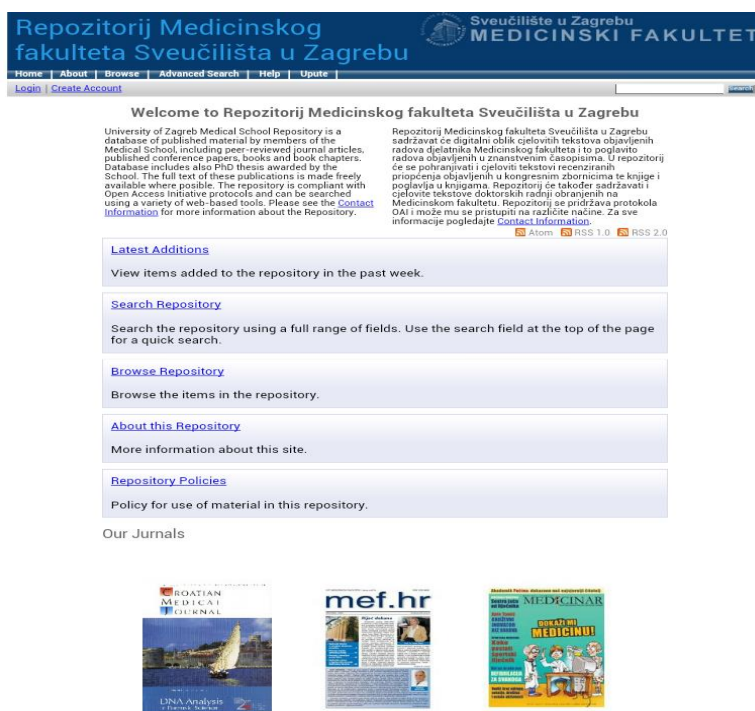 Repozitorij Medicinskog
fakulteta Sveučilišta u Zagrebu
Sveučilište u Zagrebu
MEDICINSKI FAKULTET
Home | About | Browse | Advanced Search | Help | Upute |
Login | Create Account
Search
Welcome to Repozitorij Medicinskog fakulteta Sveučilišta u Zagrebu
University of Zagreb Medical School Repository is a
database of published material by members of the
Medical School, including peer-reviewed journal articles,
published conference papers, books and book chapters.
Database includes also PhD thesis awarded by the
School. The full text of these publications is made freely
available where posible. The repository is compliant with
Open Access Initiative protocols and can be searched
using a variety of web-based tools. Please see the Contact
Information for more information about the Repository.
Repozitorij Medicinskog fakulteta Sveučilišta u Zagrebu
sadržavat će digitalni oblik cjelovitih tekstova objavljenih
radova djelatnika Medicinskog fakulteta i to poglavito
radova objavljenih u znanstvenim časopisima. U repozitorij
će se pohranjivati i cjeloviti tekstovi recenziranih
priopćenja objavljenih u kongresnim zbornicima te knjige i
poglavlja u knjigama. Repozitorij će također sadržavati i
cjelovite tekstove doktorskih radnji obranjenih na
Medicinskom fakultetu. Repozitorij se pridržava protokola
OAI i može mu se pristupiti na različite načine. Za sve
informacije pogledajte Contact Information.
Atom RSS 1.0 RSS 2.0
Latest Additions
View items added to the repository in the past week.
Search Repository
Search the repository using a full range of fields. Use the search field at the top of the page
for a quick search.
Browse Repository
Browse the items in the repository.
About this Repository
More information about this site.
Repository Policies
Policy for use of material in this repository.
Our Jurnals
CROATIAN
MEDICAL
JOURNAL
DNA Analysis
mef.hr
Riječ dekana
MEDICINAR
DOKAŽI MI
MEDICINU!